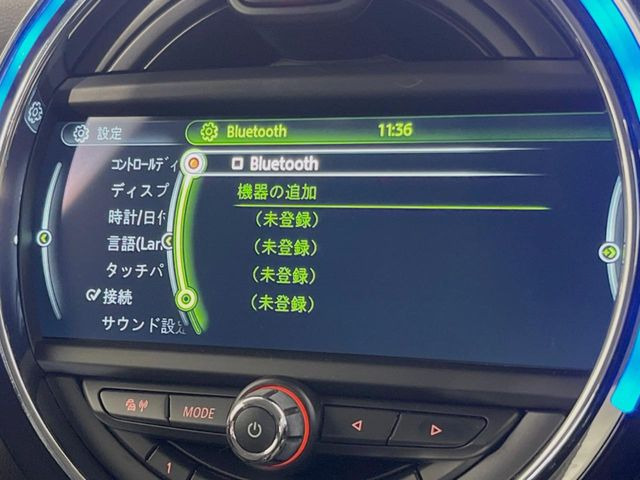 設定
Bluetooth 11:36
コントロールディ
ディスプ
時計/日付
言語(Lan
タッチパ
接続
サウンド設定
Bluetooth
機器の追加
(未登録)
(未登録)
(未登録)
(未登録)
MODE
1